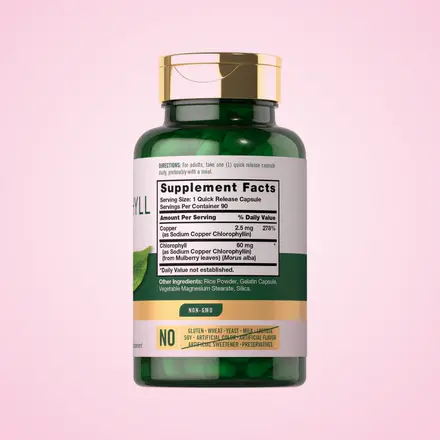 DIRECTIONS: For adults, take one (1) quick release capsule
daily, preferably with a meal.
Supplement Facts
Serving Size: 1 Quick Release Capsule
Servings Per Container 90
Amount Per Serving % Daily Value
Copper 2.5 mg 278%
(as Sodium Copper Chlorophyllin)
Chlorophyll 60 mg *
(as Sodium Copper Chlorophyllin)
(from Mulberry leaves) (Morus alba)
*Daily Value not established.
HYLL
Other Ingredients: Rice Powder, Gelatin Capsule,
Vegetable Magnesium Stearate, Silica.
NON-GMO
NO
GLUTEN • WHEAT • YEAST • MILK • LACTOSE
SOY • ARTIFICIAL COLOR • ARTIFICIAL FLAVOR
ARTIFICIAL SWEETENER • PRESERVATIVES